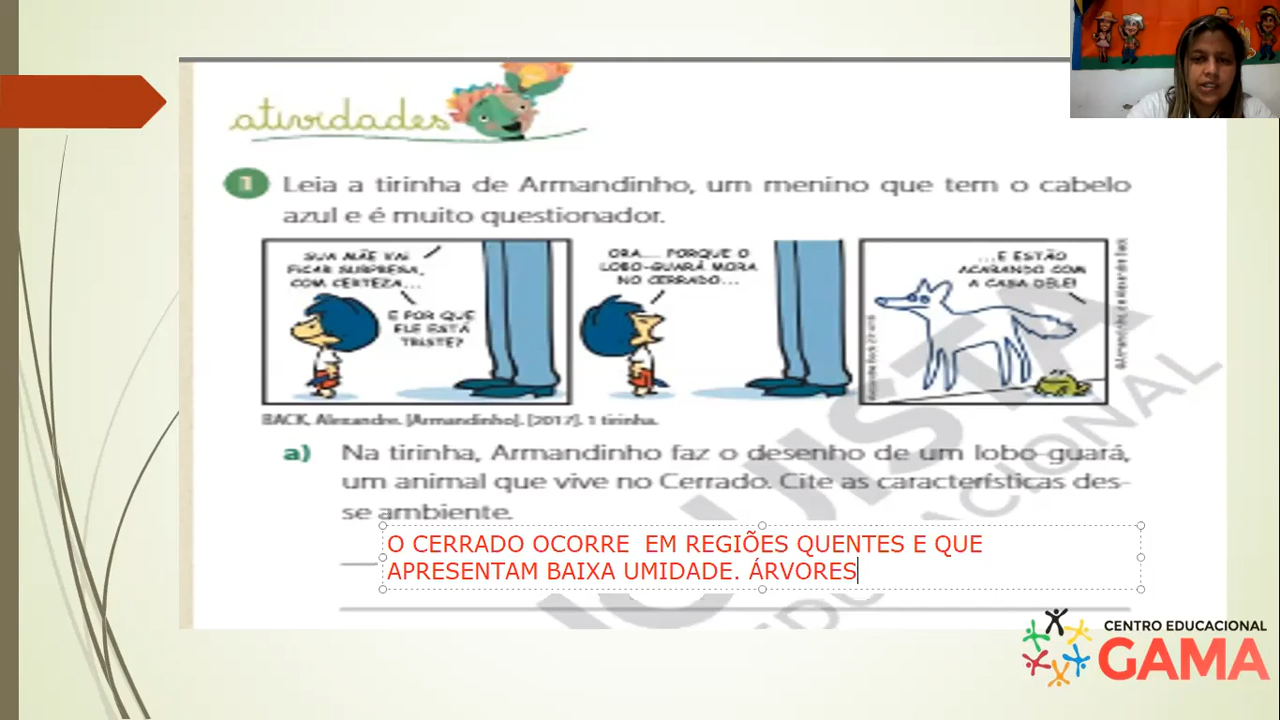 atividades
1 Leia a tirinha de Armandinho, um menino que tem o cabelo
azul e é muito questionador.
SUA MÃE VAI
FICAR SURPRESA,
COM CERTEZA...
E POR QUE
ELE ESTÁ
TRISTE?
ORA... PORQUE O
LOBO-GUARÁ MORA
NO CERRADO...
...E ESTÃO
ACABANDO COM
A CASA DELE!
BACK, Alexandre. [Armandinho]. [2017]. 1 tirinha.
a) Na tirinha, Armandinho faz o desenho de um lobo-guará,
um animal que vive no Cerrado. Cite as características des-
se ambiente.
O CERRADO OCORRE EM REGIÕES QUENTES E QUE
APRESENTAM BAIXA UMIDADE. ÁRVORES
CENTRO EDUCACIONAL
GAMA